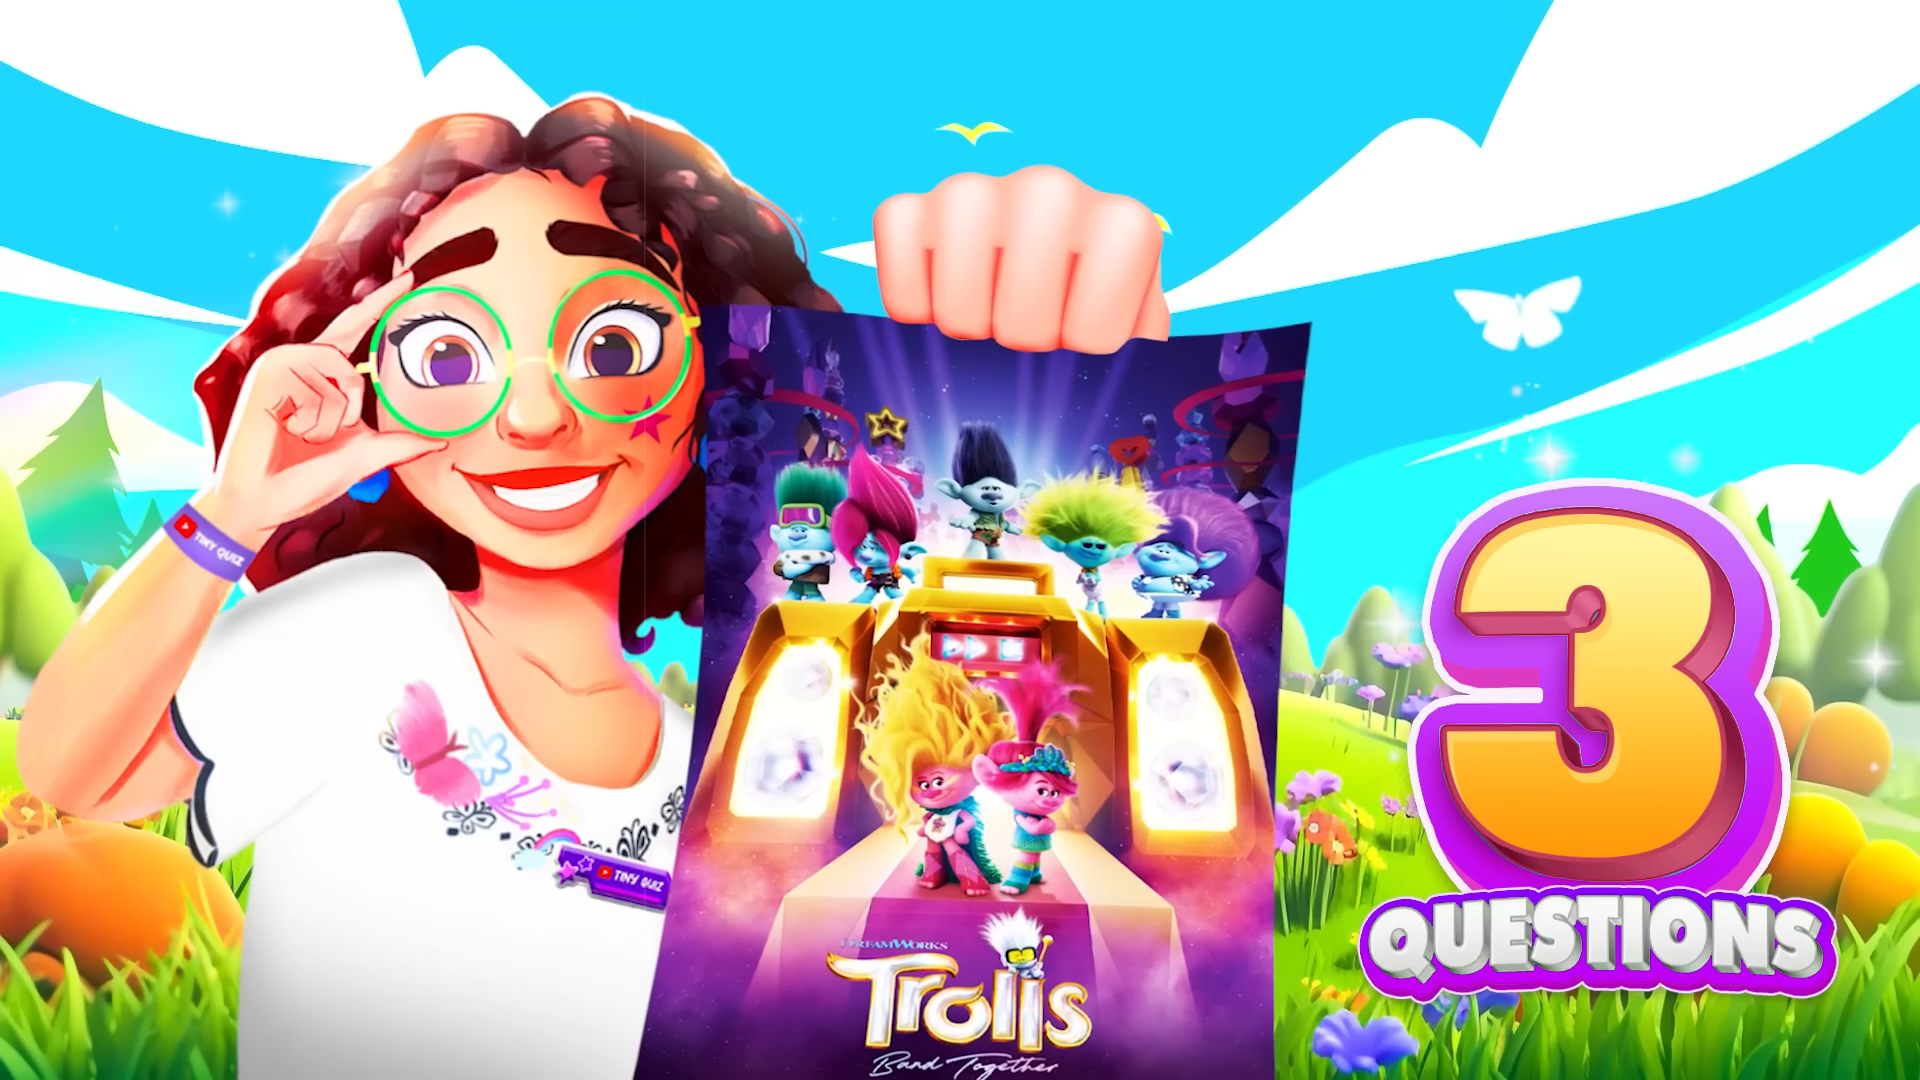 TINY QUIZ
TINY QUIZ
DREAMWORKS
Trolls
Band Together
3
QUESTIONS